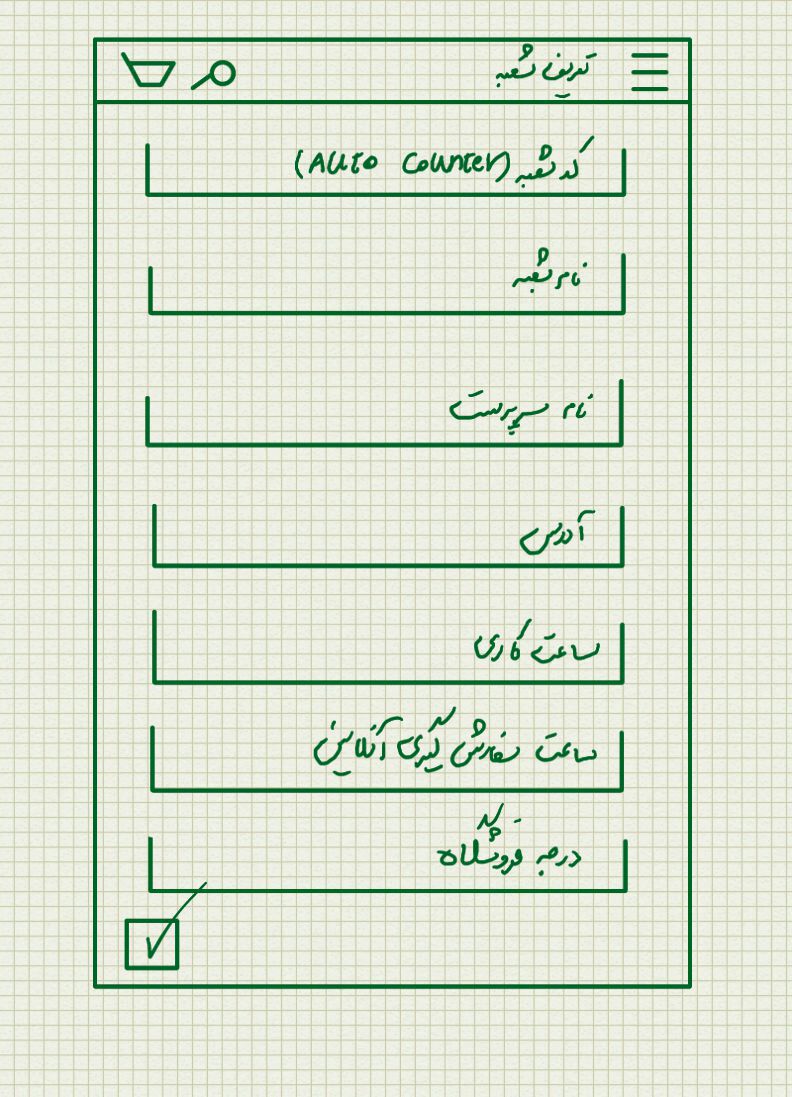 تعریف شعبه
کد شعبه (Auto Counter)
نام شعبه
نام سرپرست
آدرس
ساعت کاری
ساعت سفارش گیری آنلاین
درجه فروشگاه